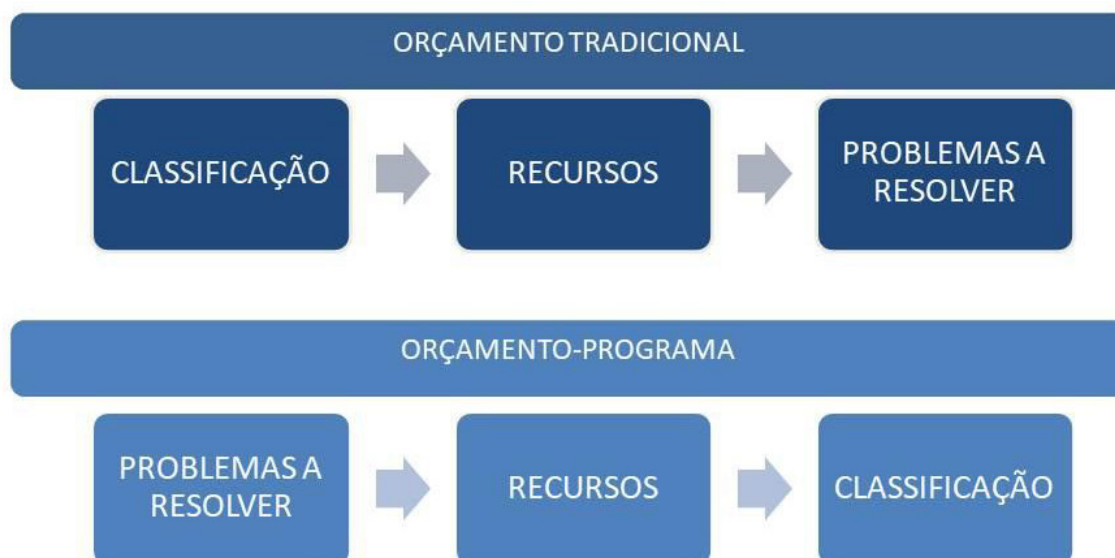 ORÇAMENTO TRADICIONAL
CLASSIFICAÇÃO
RECURSOS
PROBLEMAS A
RESOLVER
ORÇAMENTO-PROGRAMA
PROBLEMAS A
RESOLVER
RECURSOS
CLASSIFICAÇÃO